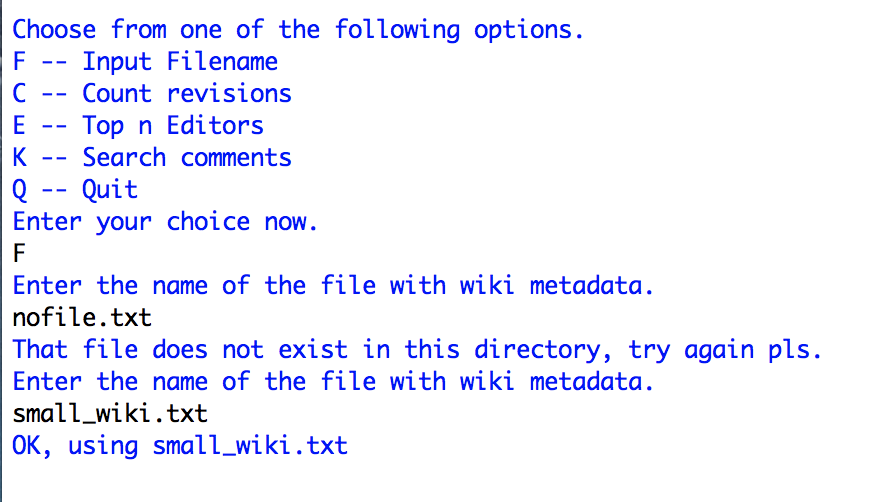 Choose from one of the following options.
F -- Input Filename
C -- Count revisions
E -- Top n Editors
K -- Search comments
Q -- Quit
Enter your choice now.
F
Enter the name of the file with wiki metadata.
nofile.txt
That file does not exist in this directory, try again pls.
Enter the name of the file with wiki metadata.
small_wiki.txt
OK, using small_wiki.txt